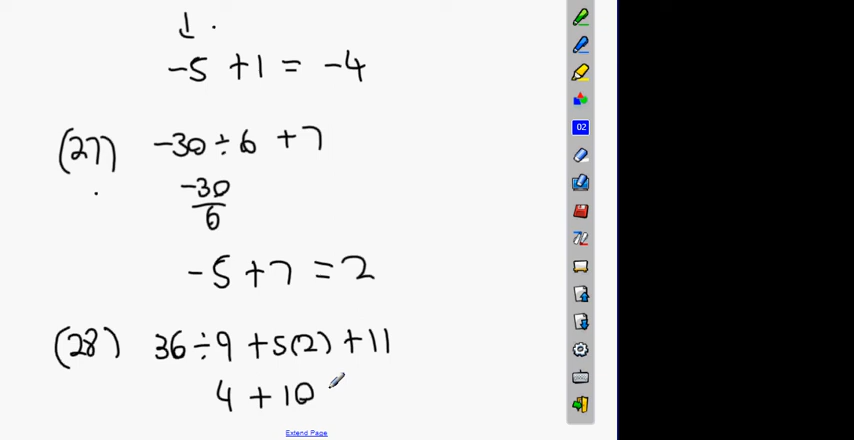 -5 +1 = -4
(27) -30 ÷ 6 +7
-30
6
-5 +7 = 2
(28) 36 ÷ 9 +5(2) +11
4 + 10
02
Extend Page